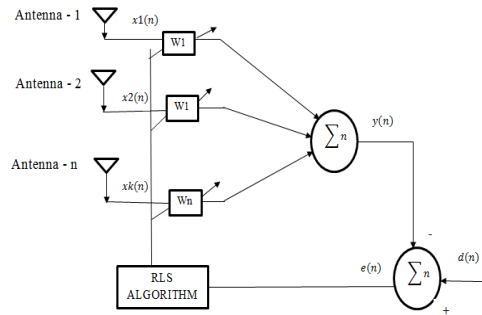 Antenna - 1
x1(n)
W1
Antenna - 2
x2(n)
W1
∑ n
y(n)
Antenna - n
xk(n)
Wn
-
RLS
ALGORITHM
e(n)
∑ n
d(n)
+